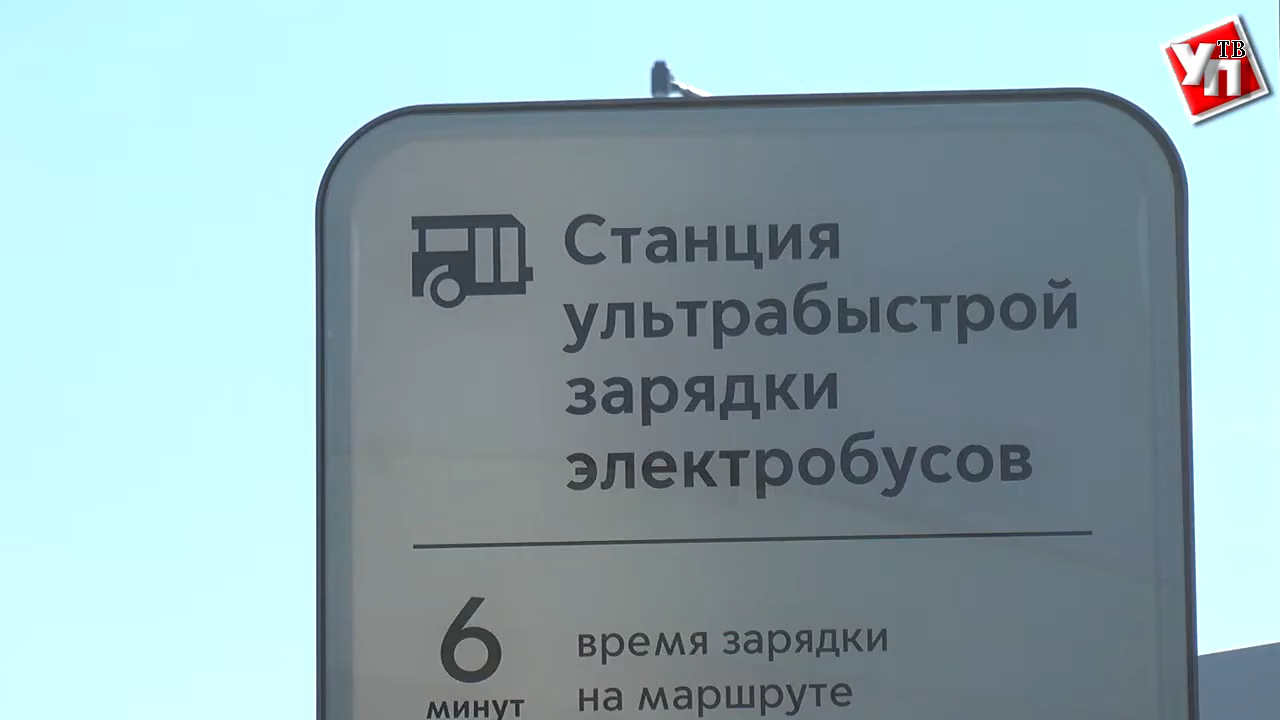 УП ТВ
Станция
ультрабыстрой
зарядки
электробусов
6
минут
время зарядки
на маршруте